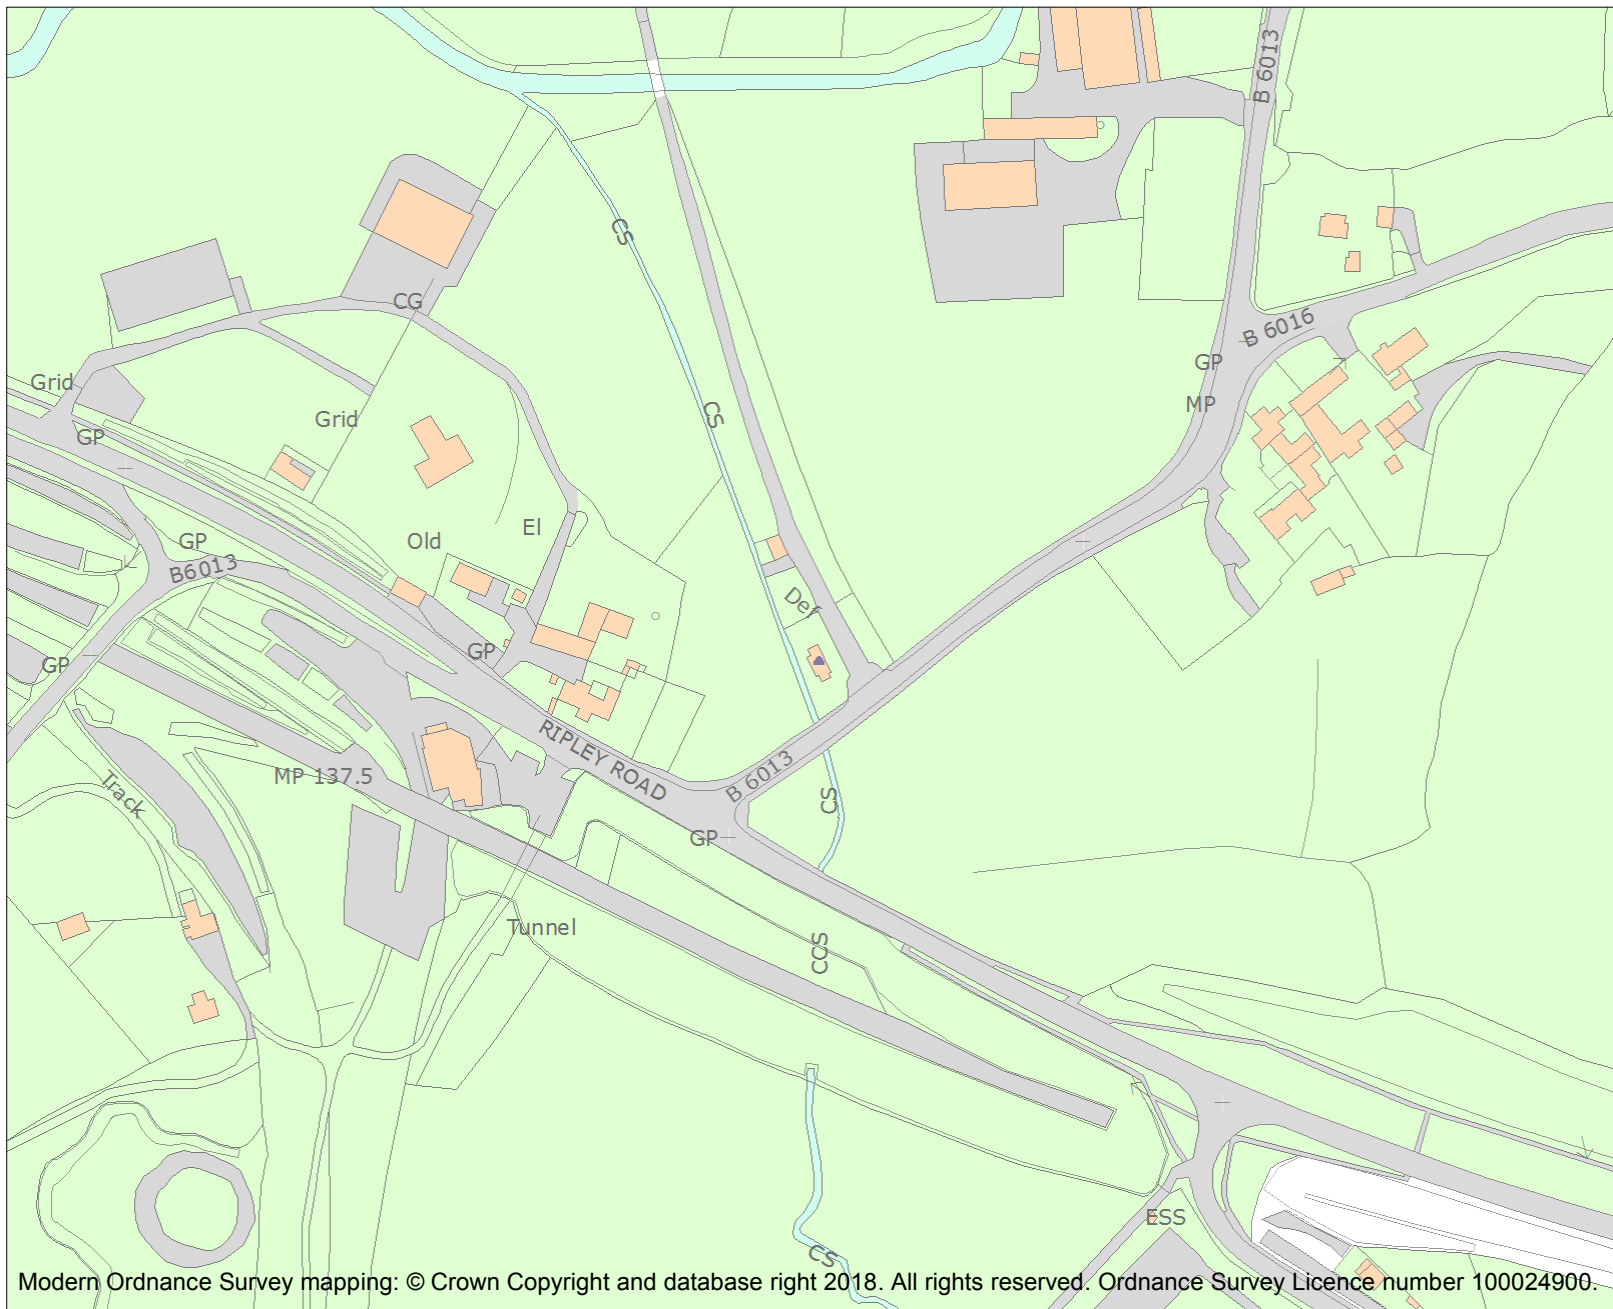 B 6013
CS
CG
B 6016
GP
Grid
MP
Grid
CS
GP
El
Old
GP
B6013
Def
GP
GP
RIPLEY ROAD
B 6013
MP 137.5
Track
CS
GP
Tunnel
CCS
ESS
CS
Modern Ordnance Survey mapping: © Crown Copyright and database right 2018. All rights reserved. Ordnance Survey Licence number 100024900.